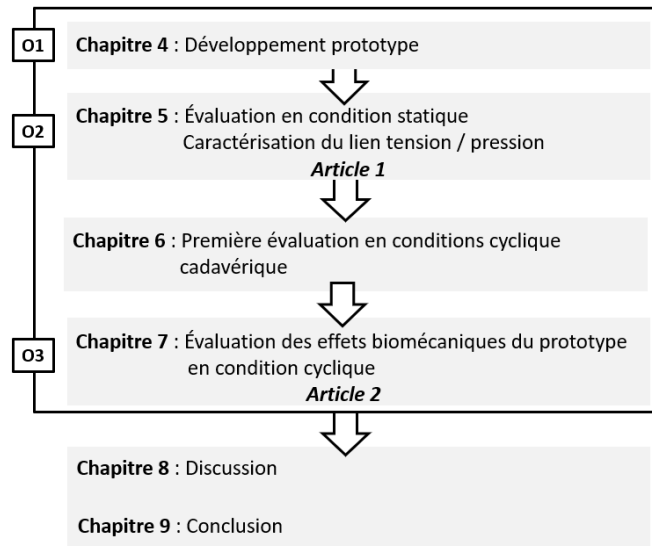 O1
Chapitre 4 : Développement prototype
O2
Chapitre 5 : Évaluation en condition statique
Caractérisation du lien tension / pression
Article 1
Chapitre 6 : Première évaluation en conditions cyclique
cadavérique
O3
Chapitre 7 : Évaluation des effets biomécaniques du prototype
en condition cyclique
Article 2
Chapitre 8 : Discussion
Chapitre 9 : Conclusion